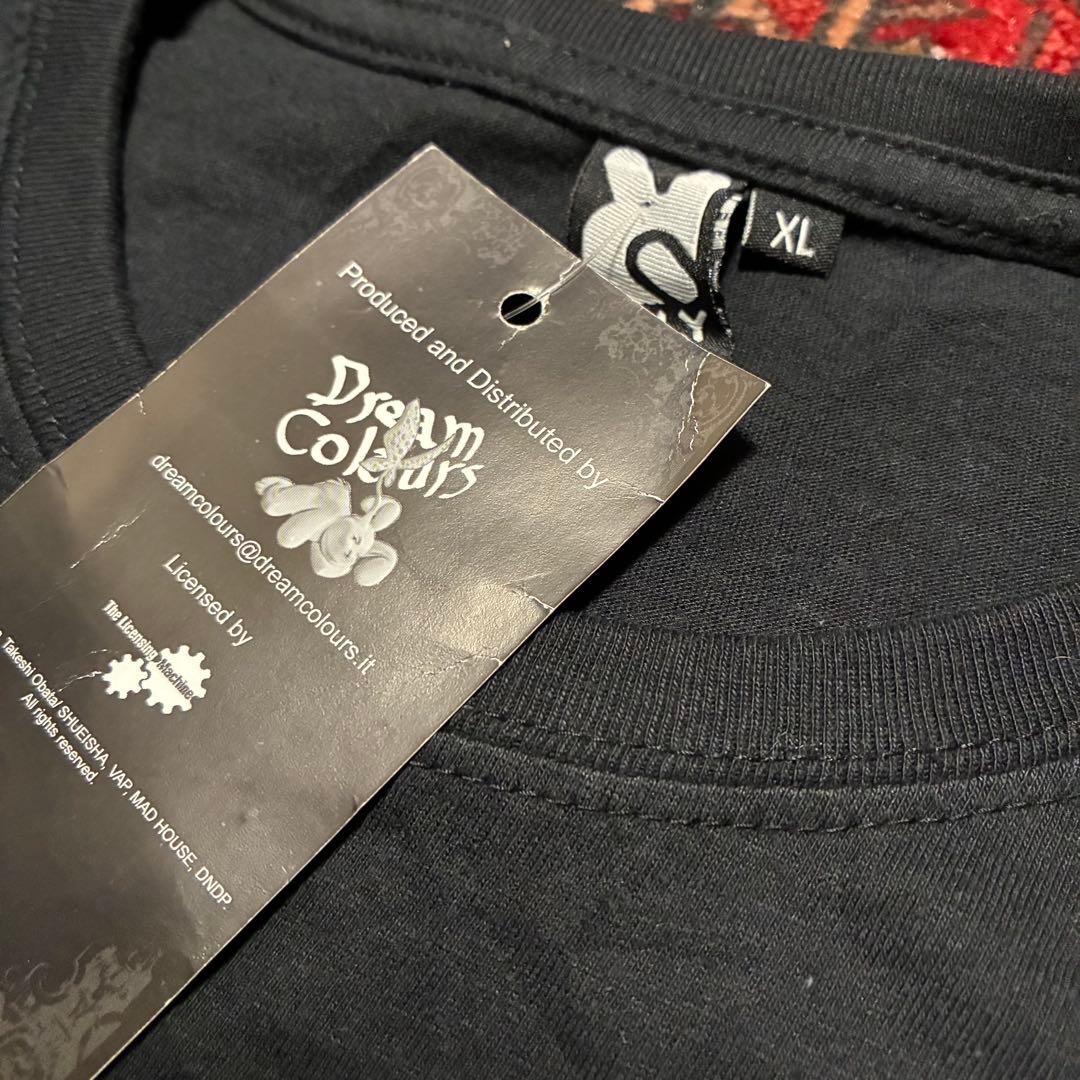 XL
Produced and Distributed by
Dream
Colours
dreamcolours@dreamcolours.it
Licensed by
The Licensing Machine
Takeshi Obata/ SHUEISHA, VAP, MAD HOUSE, DNDP.
All rights reserved.